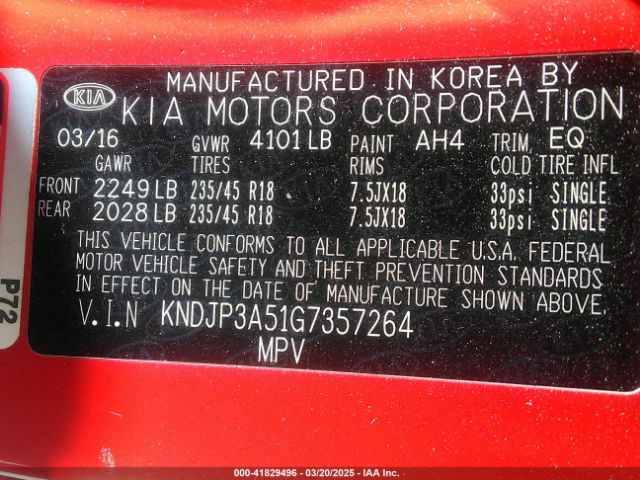 MANUFACTURED IN KOREA BY
KIA KIA MOTORS CORPORATION
03/16 GVWR 4101 LB PAINT AH4 TRIM EQ
GAWR TIRES RIMS COLD TIRE INFL
FRONT 2249 LB 235/45 R18 7.5JX18 33psi SINGLE
REAR 2028 LB 235/45 R18 7.5JX18 33psi SINGLE
THIS VEHICLE CONFORMS TO ALL APPLICABLE U.S.A. FEDERAL
MOTOR VEHICLE SAFETY AND THEFT PREVENTION STANDARDS
IN EFFECT ON THE DATE OF MANUFACTURE SHOWN ABOVE.
V.I.N KNDJP3A51G7357264
MPV
P72
000-41829496 — 03/20/2025 — IAA Inc.